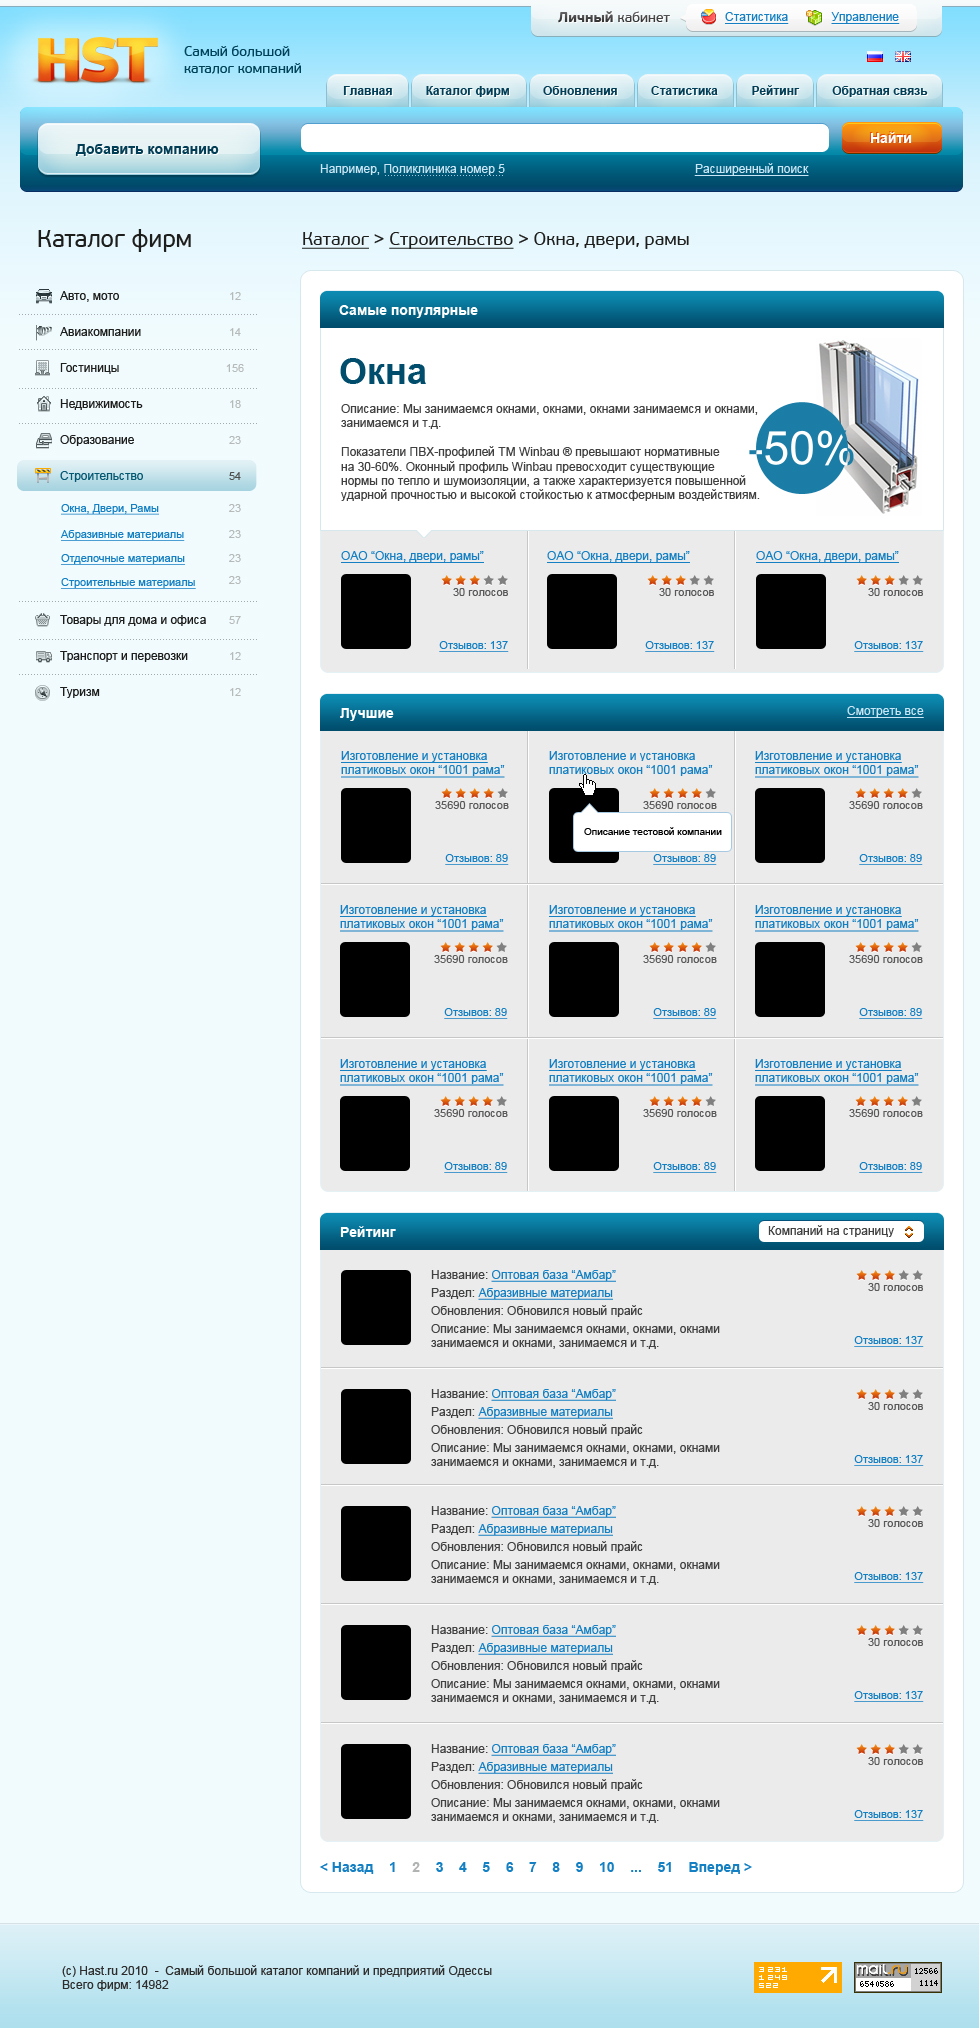 Личный кабинет
Статистика
Управление
HST
Самый большой
каталог компаний
Главная
Каталог фирм
Обновления
Статистика
Рейтинг
Обратная связь
Добавить компанию
Найти
Например, Поликлиника номер 5
Расширенный поиск
Каталог фирм
Авто, мото 12
Авиакомпании 14
Гостиницы 156
Недвижимость 18
Образование 23
Строительство 54
Окна, Двери, Рамы 23
Абразивные материалы 23
Отделочные материалы 23
Строительные материалы 23
Товары для дома и офиса 57
Транспорт и перевозки 12
Туризм 12
Каталог > Строительство > Окна, двери, рамы
Самые популярные
Окна
Описание: Мы занимаемся окнами, окнами, окнами занимаемся и окнами,
занимаемся и т.д.
Показатели ПВХ-профилей ТМ Winbau ® превышают нормативные
на 30-60%. Оконный профиль Winbau превосходит существующие
нормы по тепло и шумоизоляции, а также характеризуется повышенной
ударной прочностью и высокой стойкостью к атмосферным воздействиям.
-50%
ОАО “Окна, двери, рамы”
30 голосов
Отзывов: 137
ОАО “Окна, двери, рамы”
30 голосов
Отзывов: 137
ОАО “Окна, двери, рамы”
30 голосов
Отзывов: 137
Лучшие
Смотреть все
Изготовление и установка
платиковых окон “1001 рама”
35690 голосов
Отзывов: 89
Изготовление и установка
платиковых окон “1001 рама”
35690 голосов
Описание тестовой компании
Отзывов: 89
Изготовление и установка
платиковых окон “1001 рама”
35690 голосов
Отзывов: 89
Изготовление и установка
платиковых окон “1001 рама”
35690 голосов
Отзывов: 89
Изготовление и установка
платиковых окон “1001 рама”
35690 голосов
Отзывов: 89
Изготовление и установка
платиковых окон “1001 рама”
35690 голосов
Отзывов: 89
Изготовление и установка
платиковых окон “1001 рама”
35690 голосов
Отзывов: 89
Изготовление и установка
платиковых окон “1001 рама”
35690 голосов
Отзывов: 89
Изготовление и установка
платиковых окон “1001 рама”
35690 голосов
Отзывов: 89
Рейтинг
Компаний на страницу
Название: Оптовая база “Амбар”
Раздел: Абразивные материалы
Обновления: Обновился новый прайс
Описание: Мы занимаемся окнами, окнами, окнами
занимаемся и окнами, занимаемся и т.д.
30 голосов
Отзывов: 137
Название: Оптовая база “Амбар”
Раздел: Абразивные материалы
Обновления: Обновился новый прайс
Описание: Мы занимаемся окнами, окнами, окнами
занимаемся и окнами, занимаемся и т.д.
30 голосов
Отзывов: 137
Название: Оптовая база “Амбар”
Раздел: Абразивные материалы
Обновления: Обновился новый прайс
Описание: Мы занимаемся окнами, окнами, окнами
занимаемся и окнами, занимаемся и т.д.
30 голосов
Отзывов: 137
Название: Оптовая база “Амбар”
Раздел: Абразивные материалы
Обновления: Обновился новый прайс
Описание: Мы занимаемся окнами, окнами, окнами
занимаемся и окнами, занимаемся и т.д.
30 голосов
Отзывов: 137
Название: Оптовая база “Амбар”
Раздел: Абразивные материалы
Обновления: Обновился новый прайс
Описание: Мы занимаемся окнами, окнами, окнами
занимаемся и окнами, занимаемся и т.д.
30 голосов
Отзывов: 137
< Назад 1 2 3 4 5 6 7 8 9 10 ... 51 Вперед >
(с) Hast.ru 2010 - Самый большой каталог компаний и предприятий Одессы
Всего фирм: 14982
3231
1249
522
mail.ru
12566
6540586
1114